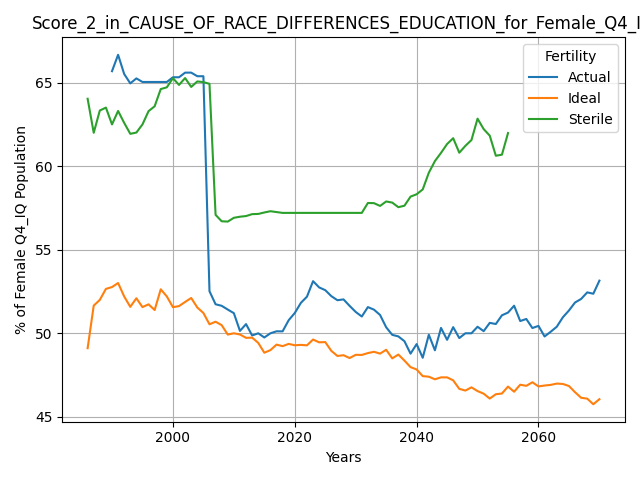 Score_2_in_CAUSE_OF_RACE_DIFFERENCES_EDUCATION_for_Female_Q4_I
Fertility
Actual
Ideal
Sterile
% of Female Q4_IQ Population
65
60
55
50
45
2000
2020
2040
2060
Years